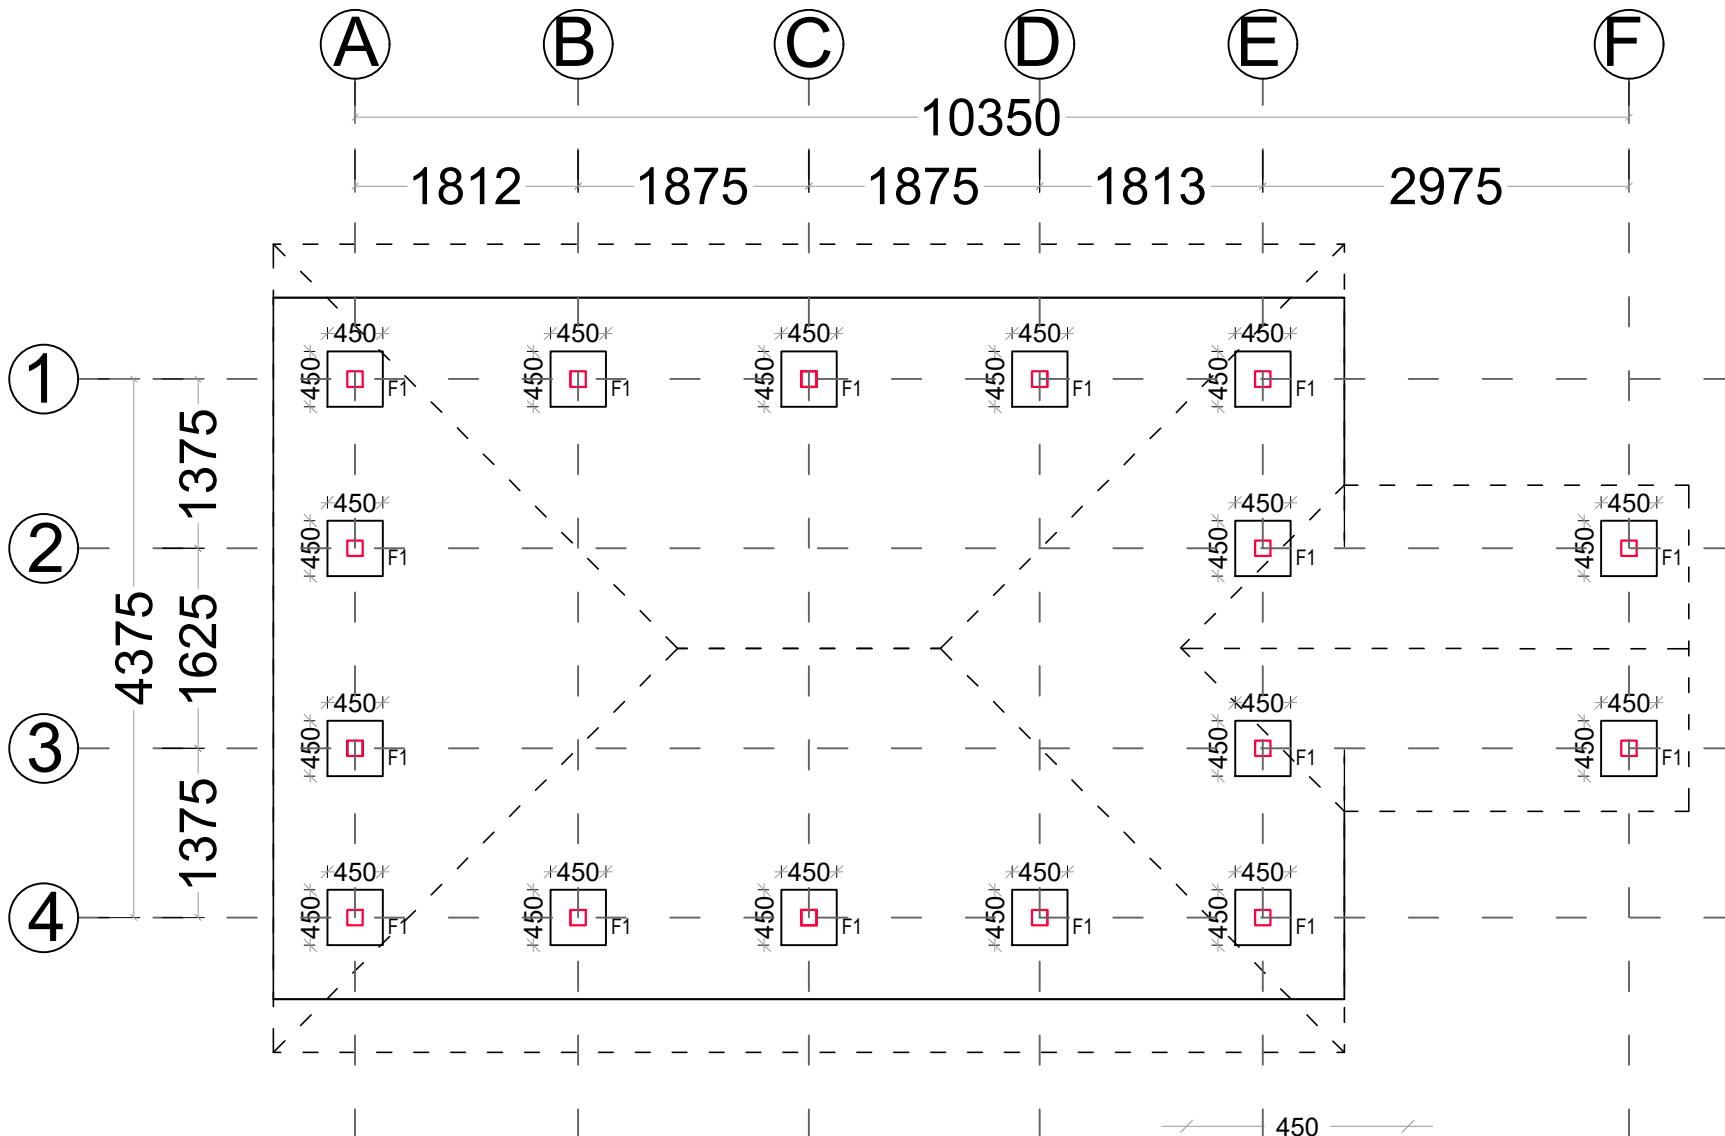 A B C D E F
10350
1812 1875 1875 1813 2975
450 450 450 450 450
1 450 F1 450 F1 450 F1 450 F1 450 F1
1375
450 450 450
2 450 F1 450 F1 450 F1
4375 1625
450 450 450
3 450 F1 450 F1 450 F1
1375
450 450 450 450 450
4 450 F1 450 F1 450 F1 450 F1 450 F1
450